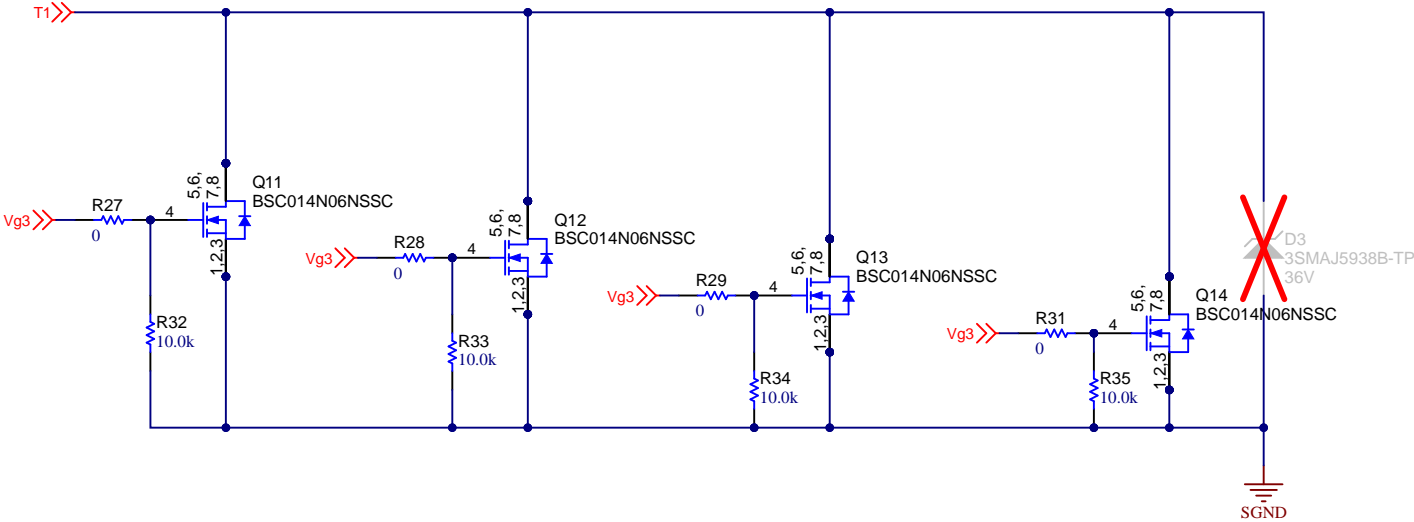 T1
Vg3
R27
0
4
5,6,
7,8
1,2,3
Q11
BSC014N06NSSC
R32
10.0k
Vg3
R28
0
4
5,6,
7,8
1,2,3
Q12
BSC014N06NSSC
R33
10.0k
Vg3
R29
0
4
5,6,
7,8
1,2,3
Q13
BSC014N06NSSC
R34
10.0k
Vg3
R31
0
4
5,6,
7,8
1,2,3
Q14
BSC014N06NSSC
R35
10.0k
D3
3SMAJ5938B-TP
36V
SGND